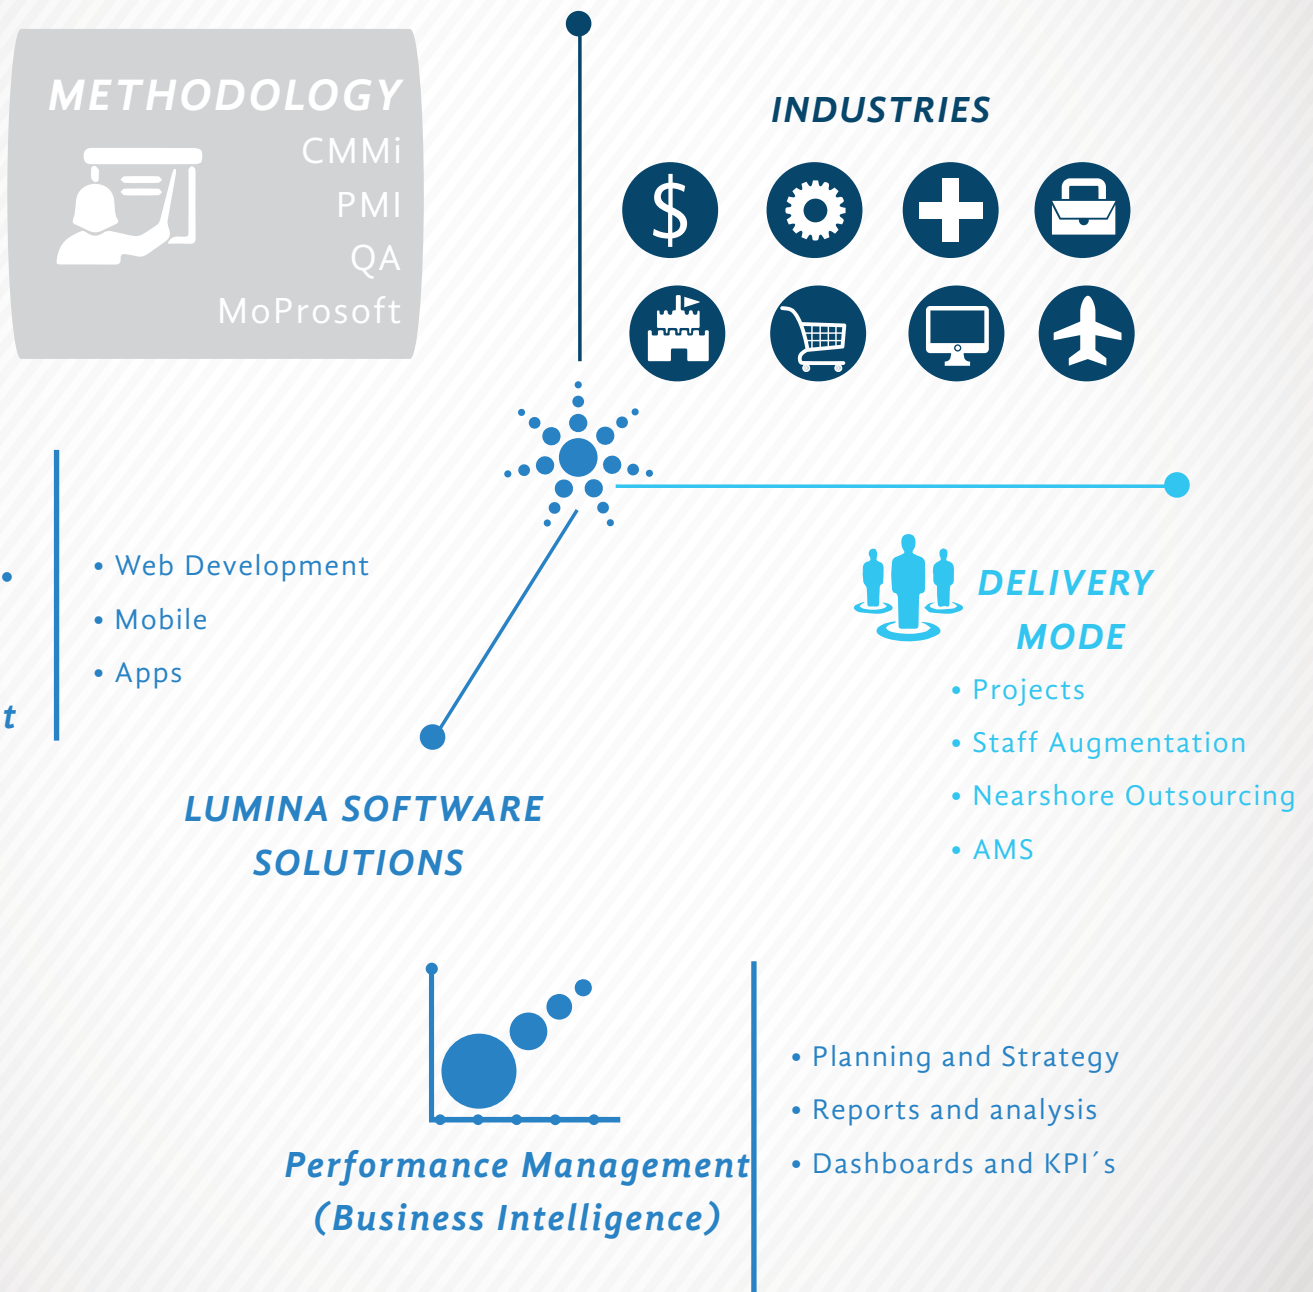 METHODOLOGY
CMMi
PMI
QA
MoProsoft
INDUSTRIES
• Web Development
• Mobile
• Apps
t
DELIVERY
MODE
• Projects
• Staff Augmentation
• Nearshore Outsourcing
• AMS
LUMINA SOFTWARE
SOLUTIONS
Performance Management
(Business Intelligence)
• Planning and Strategy
• Reports and analysis
• Dashboards and KPI´s